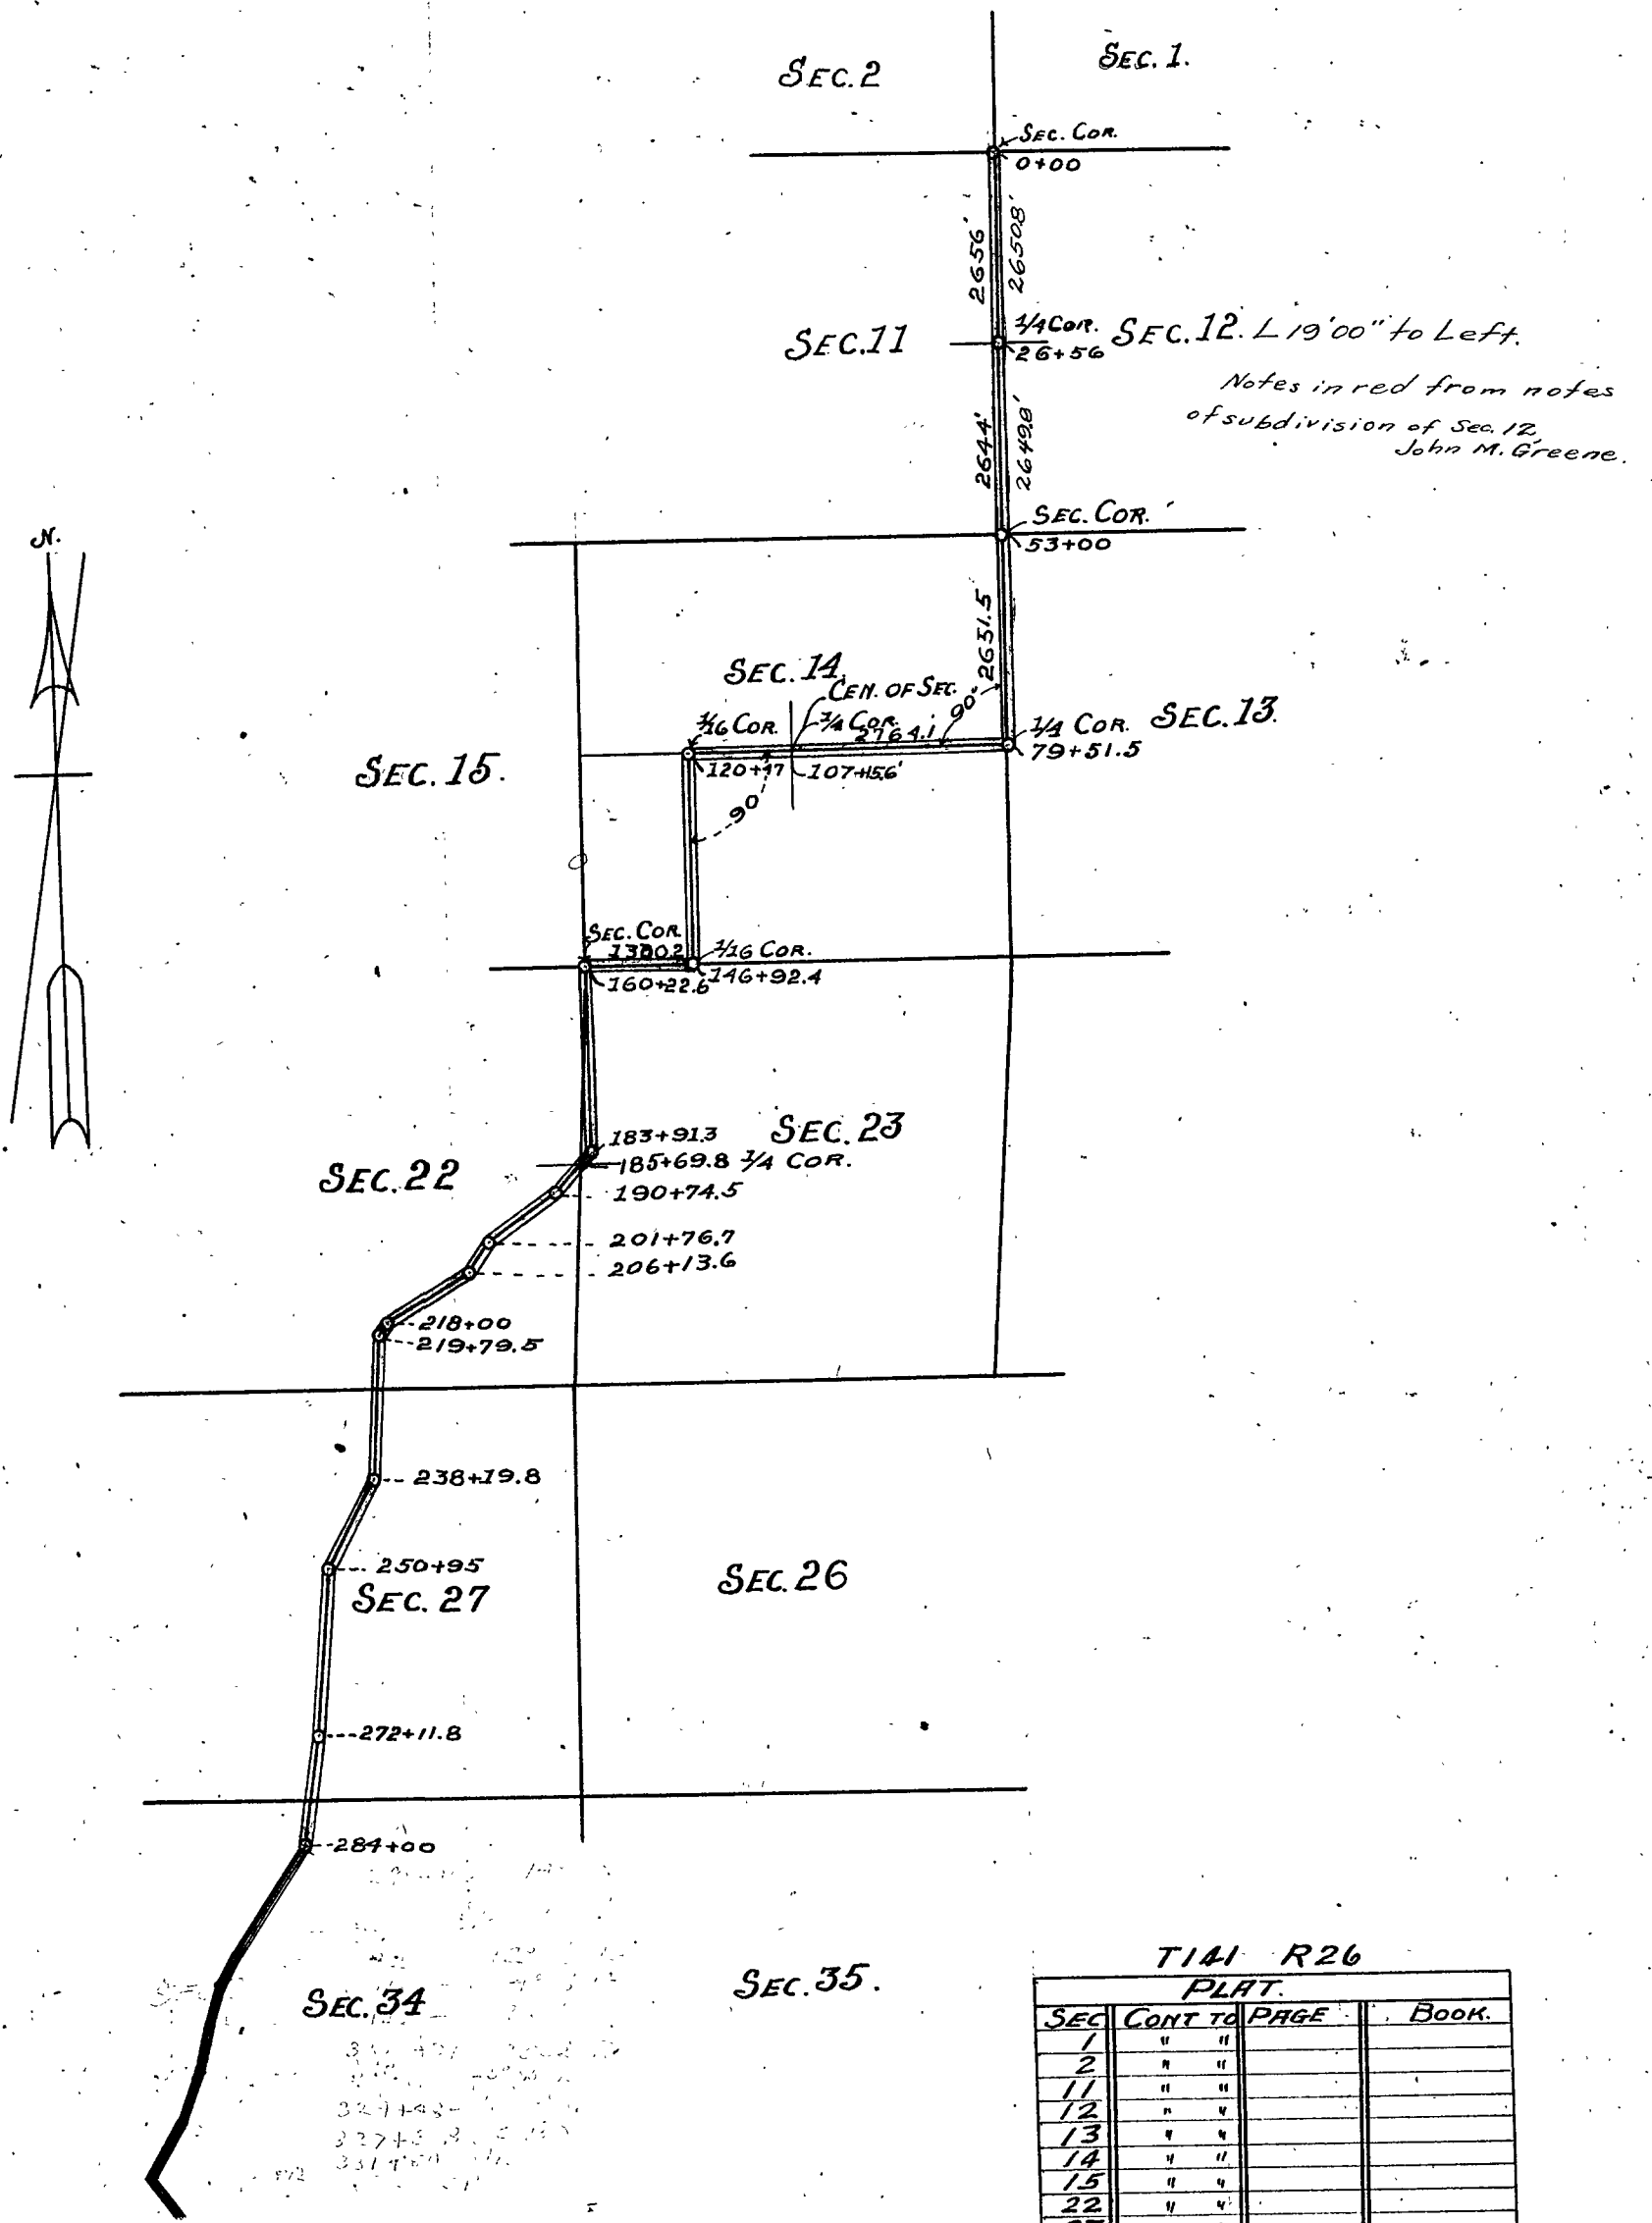 SEC. 2
SEC. 1.
SEC. COR.
0+00
2656'
2650.8'
SEC. 11
1/4 COR.
26+56
SEC. 12. L 19'00" to Left.
Notes in red from notes
of subdivision of Sec. 12
John M. Greene.
2644'
2649.8'
SEC. COR.
53+00
N.
2651.5
SEC. 14.
CEN. OF SEC.
90°
1/16 COR.
1/4 COR.
2764.1
1/4 COR.
SEC. 13.
79+51.5
SEC. 15.
120+47
107+15.6'
90
SEC. COR.
1/16 COR.
160+22.6
146+92.4
183+91.3
SEC. 23
185+69.8 1/4 COR.
SEC. 22
190+74.5
201+76.7
206+13.6
218+00
219+79.5
238+19.8
250+95
SEC. 27
SEC. 26
272+11.8
284+00
SEC. 34
SEC. 35.
T141 R26
PLAT.
SEC CONT TO PAGE BOOK.
1 " "
2 " "
11 " "
12 " "
13 " "
14 " "
15 " "
22 " "